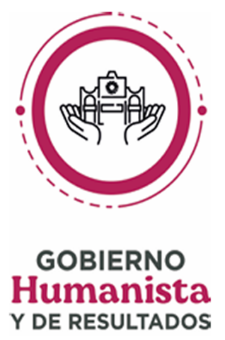 GOBIERNO
Humanista
Y DE RESULTADOS